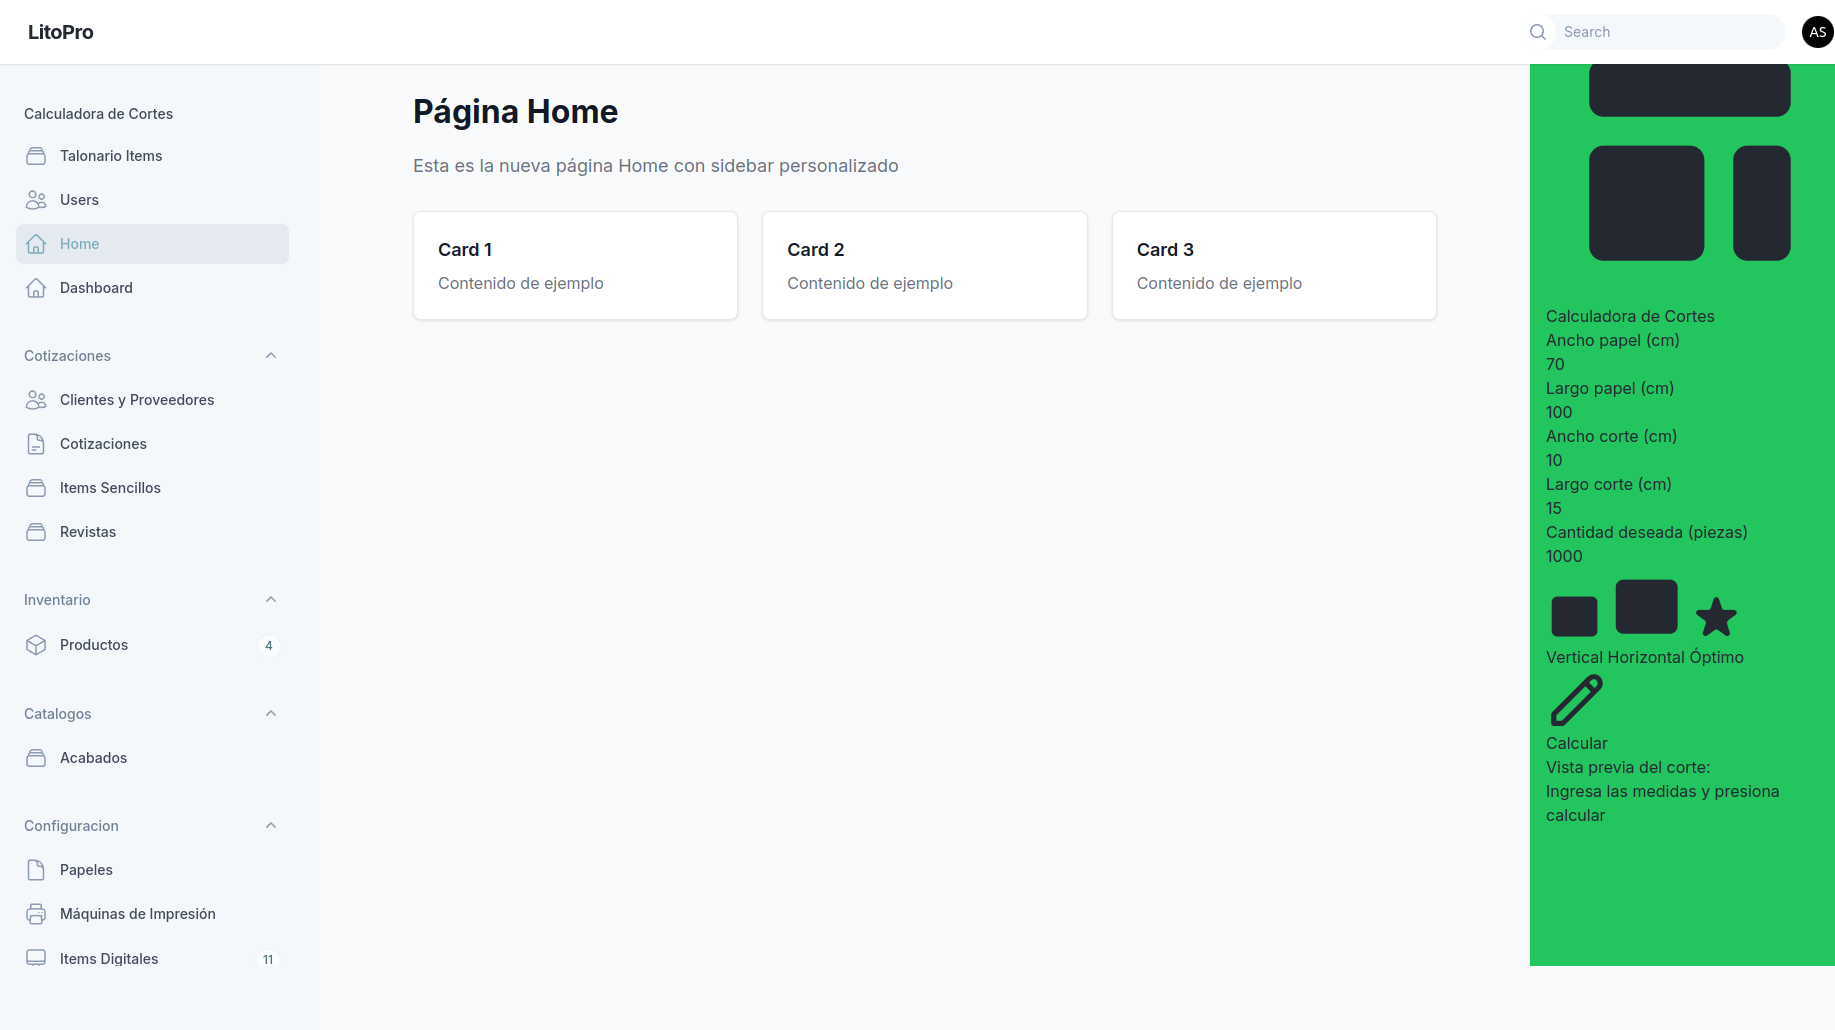 LitoPro
Search
AS
Calculadora de Cortes
Talonario Items
Users
Home
Dashboard
Cotizaciones
Clientes y Proveedores
Cotizaciones
Items Sencillos
Revistas
Inventario
Productos 4
Catalogos
Acabados
Configuracion
Papeles
Máquinas de Impresión
Items Digitales 11
Página Home
Esta es la nueva página Home con sidebar personalizado
Card 1
Contenido de ejemplo
Card 2
Contenido de ejemplo
Card 3
Contenido de ejemplo
Calculadora de Cortes
Ancho papel (cm)
70
Largo papel (cm)
100
Ancho corte (cm)
10
Largo corte (cm)
15
Cantidad deseada (piezas)
1000
Vertical Horizontal Óptimo
Calcular
Vista previa del corte:
Ingresa las medidas y presiona
calcular